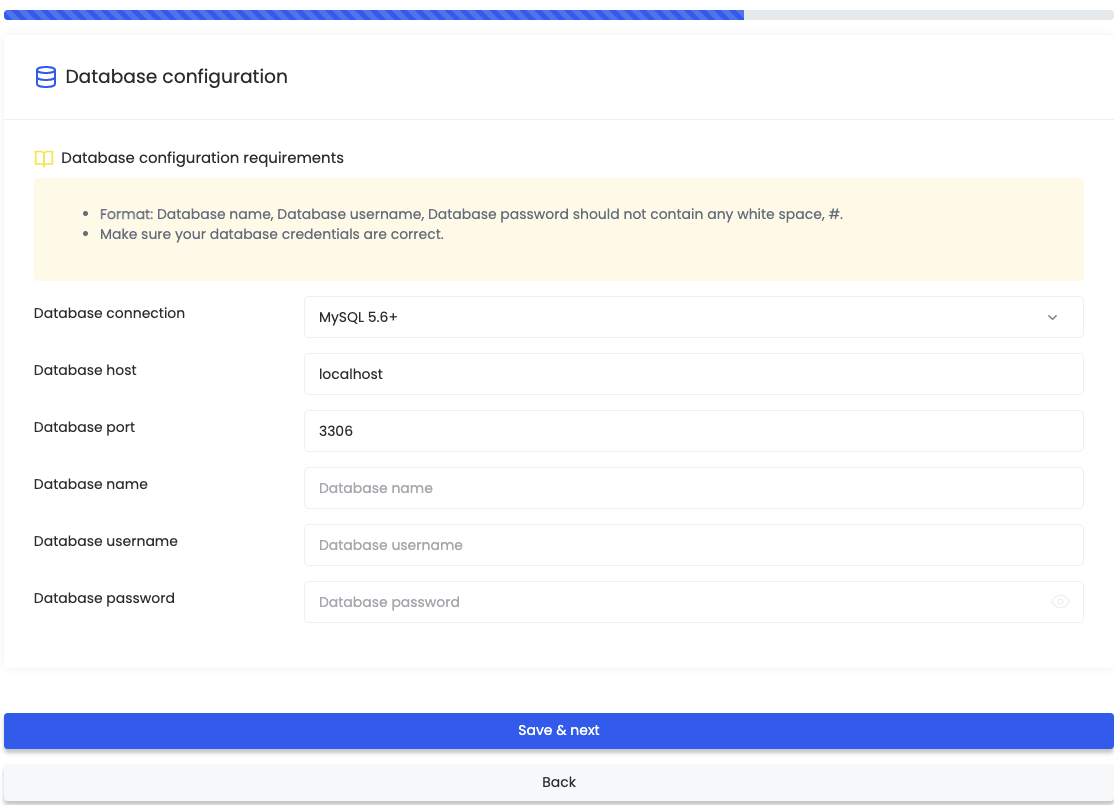 Database configuration
Database configuration requirements
Format: Database name, Database username, Database password should not contain any white space, #.
Make sure your database credentials are correct.
Database connection
MySQL 5.6+
Database host
localhost
Database port
3306
Database name
Database name
Database username
Database username
Database password
Database password
Save & next
Back